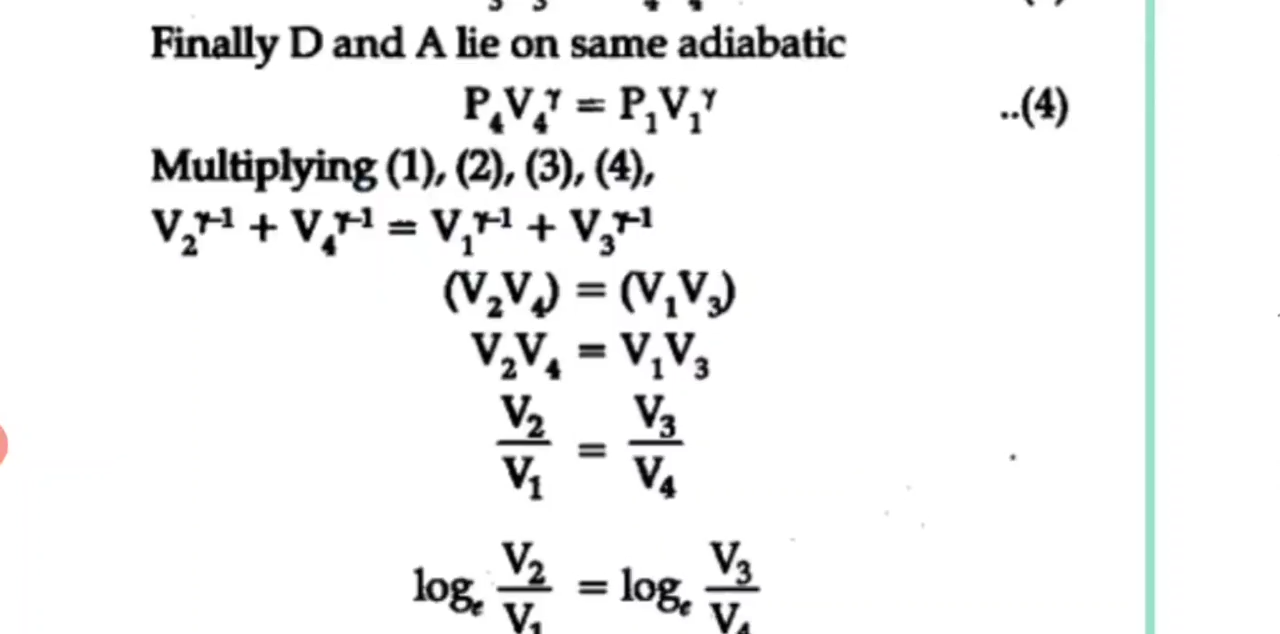 Finally D and A lie on same adiabatic
P₄V₄^γ = P₁V₁^γ ..(4)
Multiplying (1), (2), (3), (4),
V₂^γ-1 + V₄^γ-1 = V₁^γ-1 + V₃^γ-1
(V₂V₄) = (V₁V₃)
V₂V₄ = V₁V₃
V₂/V₁ = V₃/V₄
logₑ V₂/V₁ = logₑ V₃/V₄